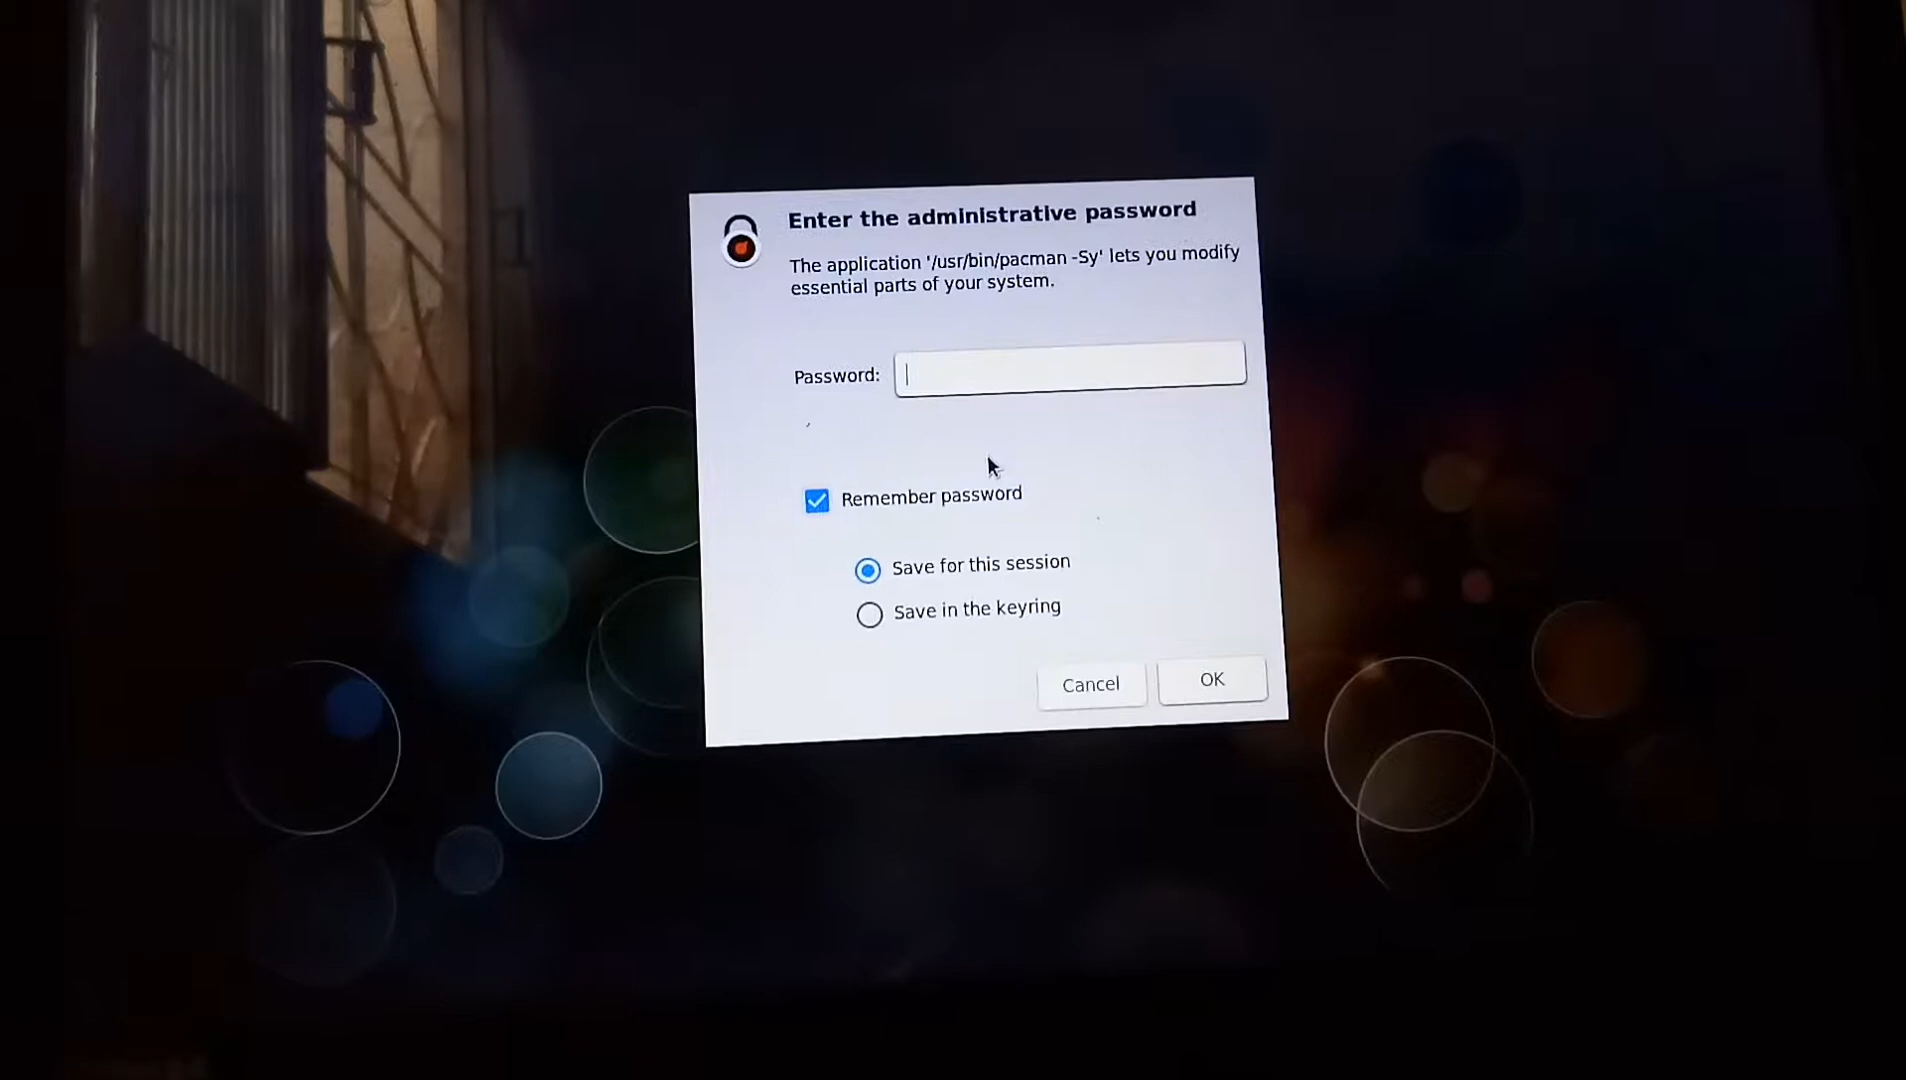 Enter the administrative password
The application '/usr/bin/pacman -Sy' lets you modify
essential parts of your system.
Password:
Remember password
Save for this session
Save in the keyring
Cancel
OK